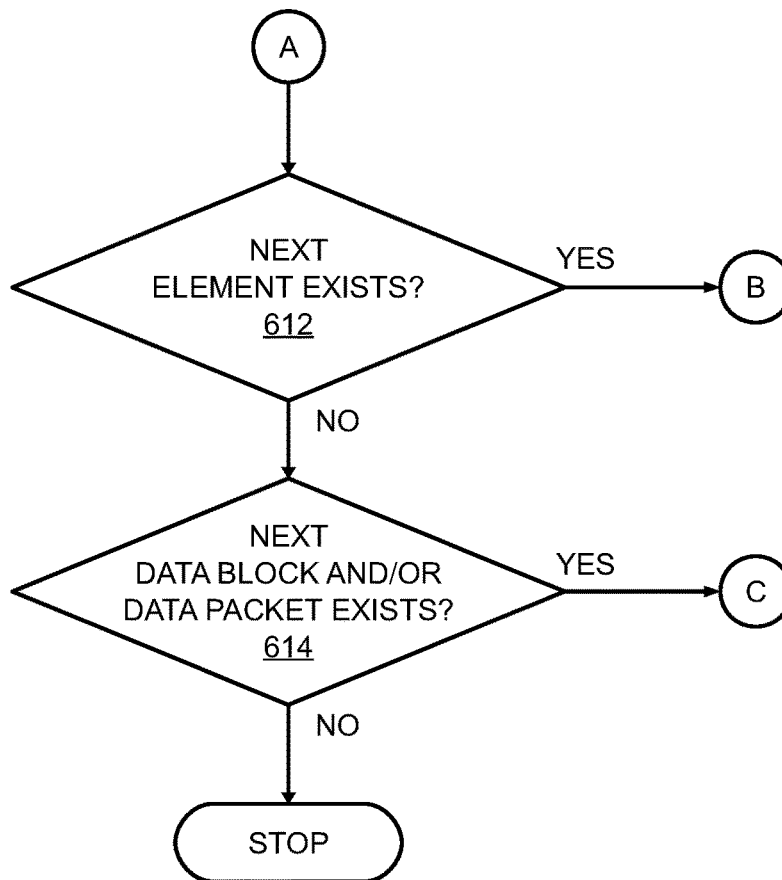 A
NEXT
ELEMENT EXISTS?
612
YES
B
NO
NEXT
DATA BLOCK AND/OR
DATA PACKET EXISTS?
614
YES
C
NO
STOP